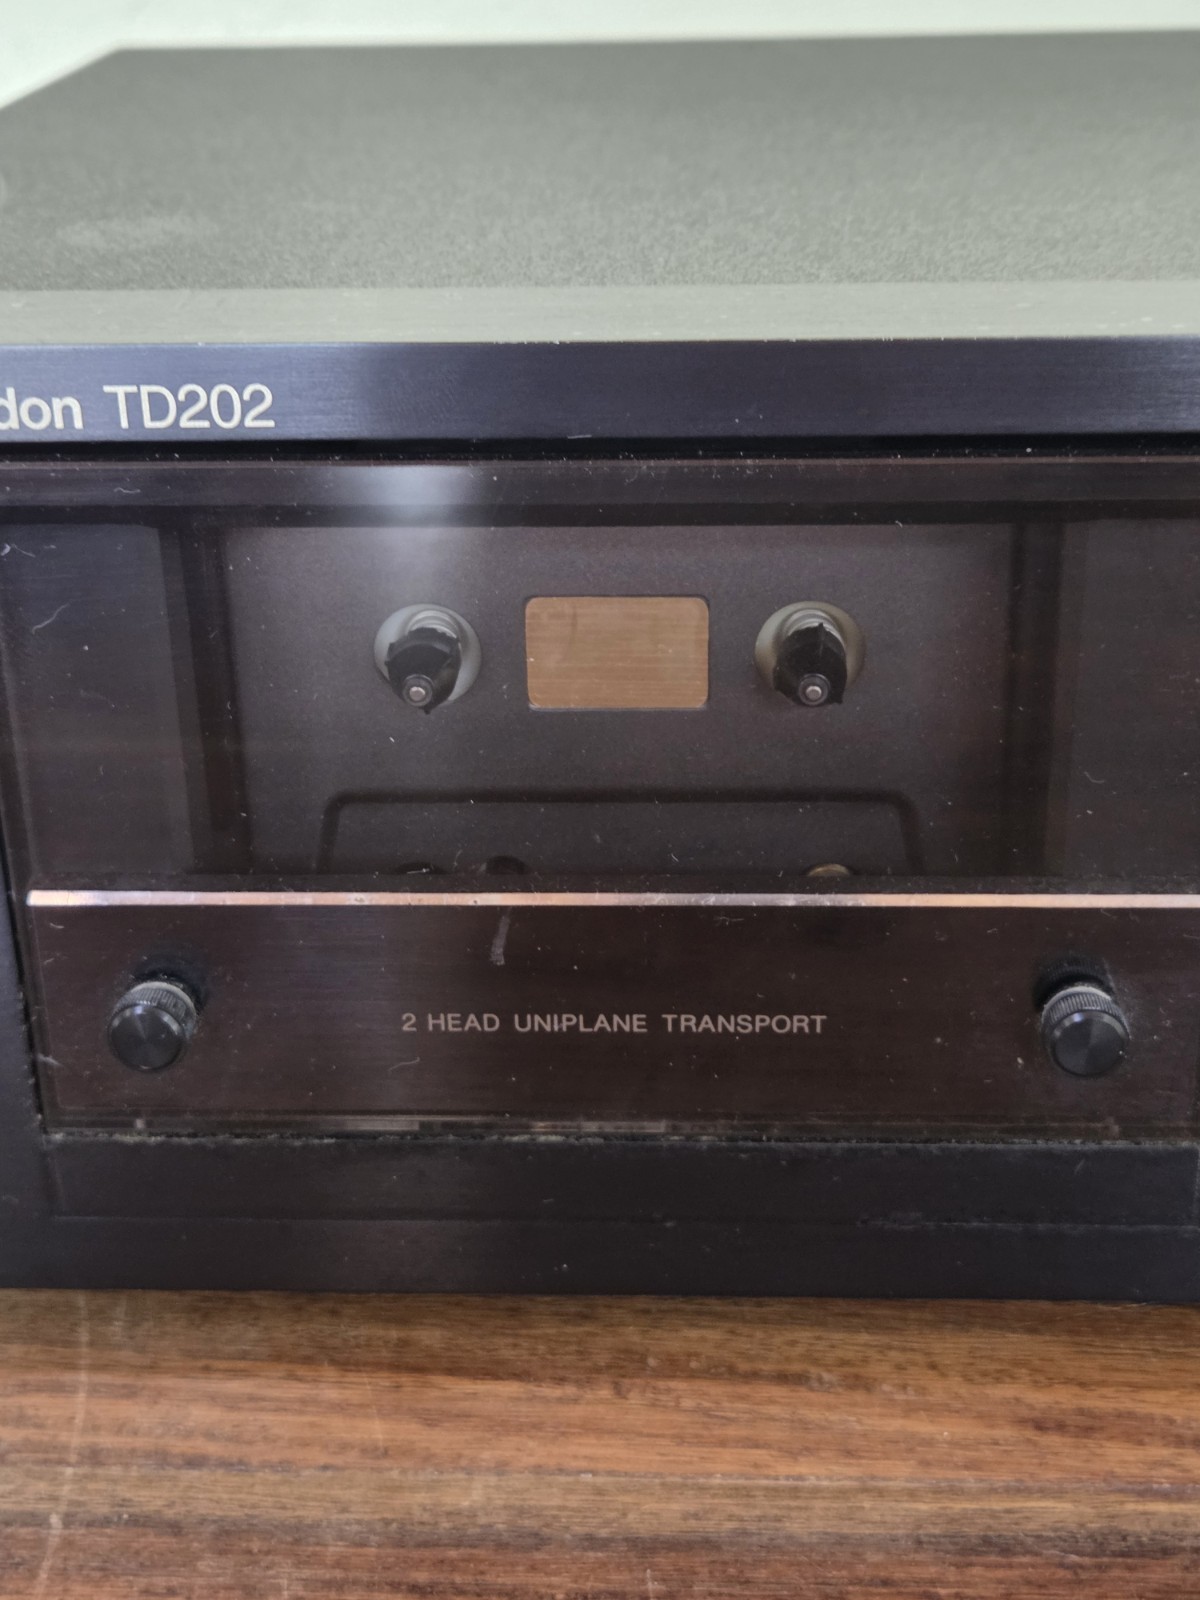 don TD202
2 HEAD UNIPLANE TRANSPORT